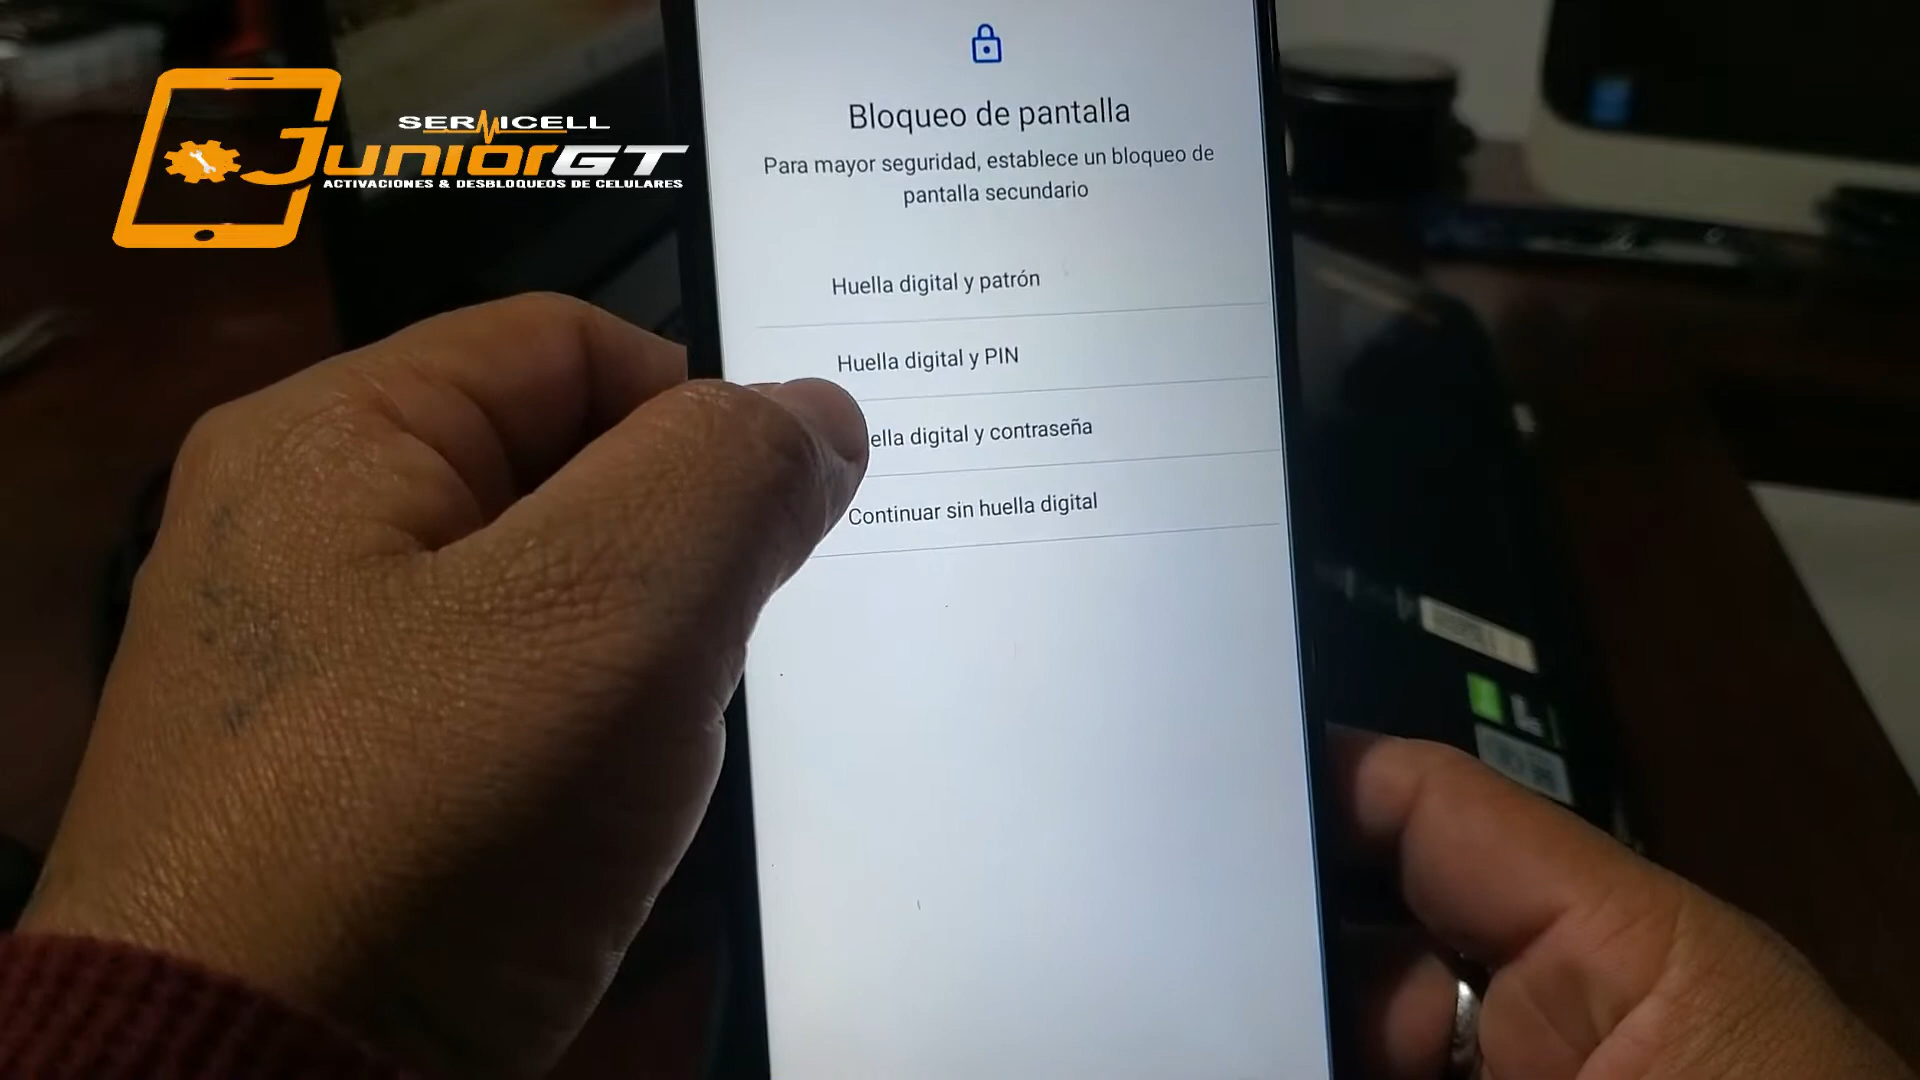 SERVICELL
JUNIORGT
ACTIVACIONES & DESBLOQUEOS DE CELULARES
Bloqueo de pantalla
Para mayor seguridad, establece un bloqueo de
pantalla secundario
Huella digital y patrón
Huella digital y PIN
ella digital y contraseña
Continuar sin huella digital